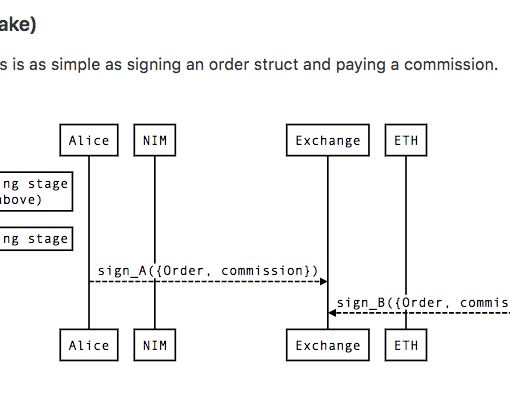 ake)
s is as simple as signing an order struct and paying a commission.
Alice NIM Exchange ETH
ng stage
above)
ng stage
sign_A({Order, commission})
sign_B({Order, commis
Alice NIM Exchange ETH